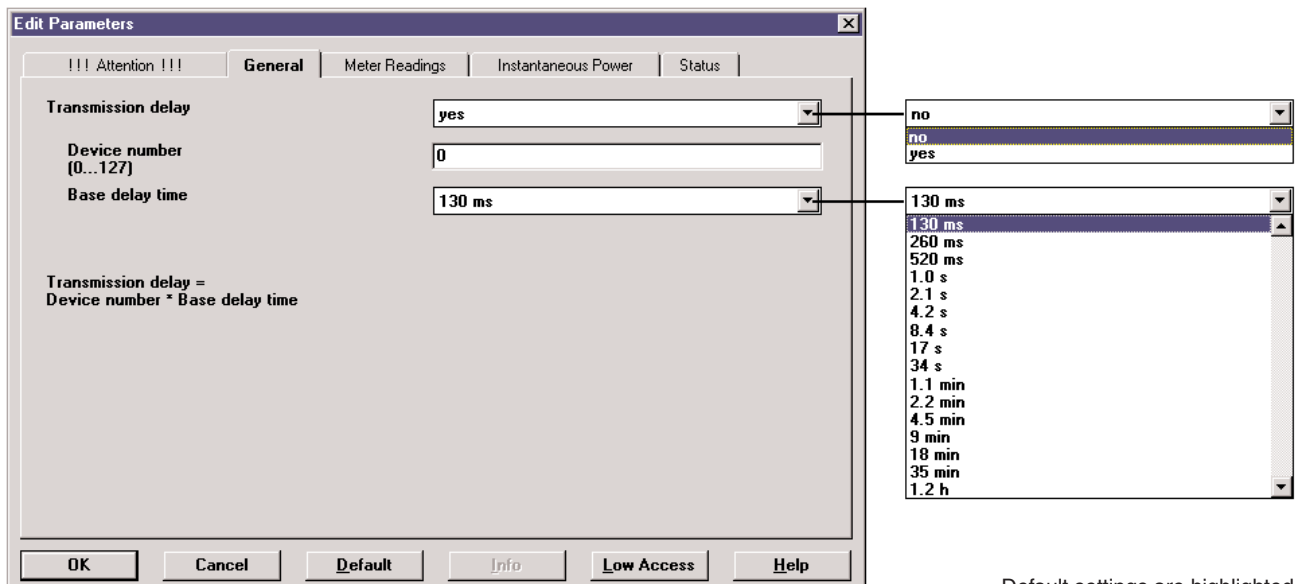 Edit Parameters
!!! Attention !!! General Meter Readings Instantaneous Power Status
Transmission delay yes
Device number
(0...127) 0
Base delay time 130 ms
Transmission delay =
Device number * Base delay time
OK Cancel Default Info Low Access Help
no
no
yes
130 ms
130 ms
260 ms
520 ms
1.0 s
2.1 s
4.2 s
8.4 s
17 s
34 s
1.1 min
2.2 min
4.5 min
9 min
18 min
35 min
1.2 h
Default settings are highlighted